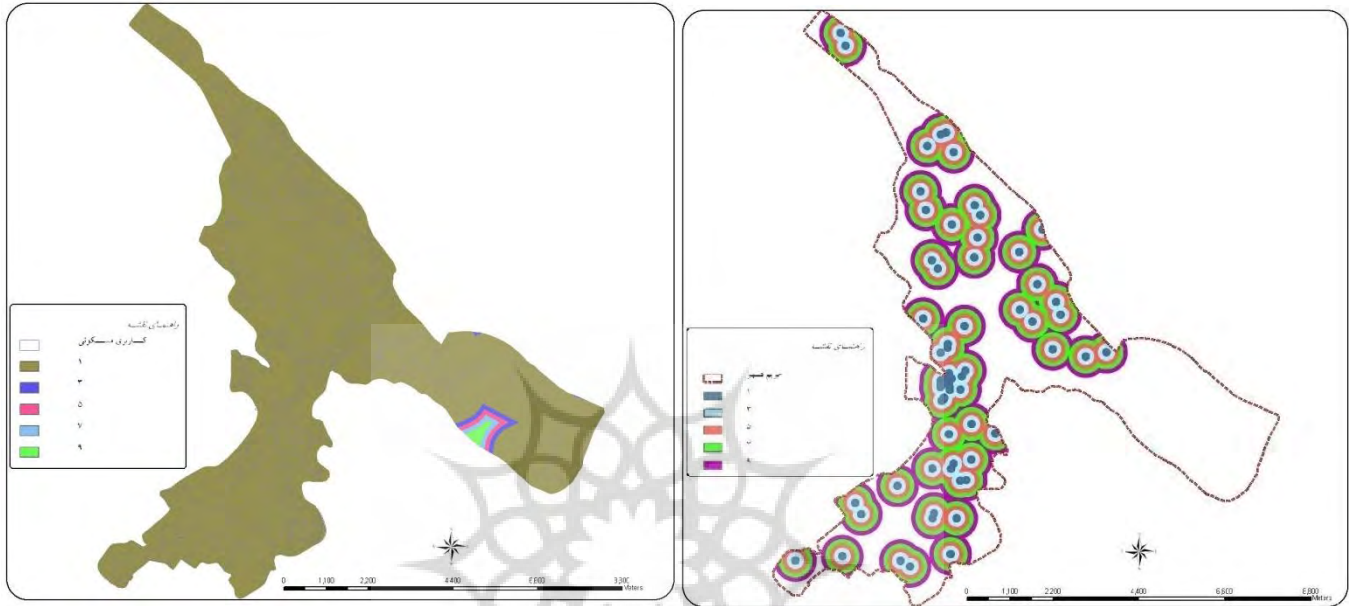 راهنمای نقشه
کاربری مسکونی
۱
۳
۵
۷
۹
0 1,100 2,200 4,400 6,600 8,800
Meters
راهنمای نقشه
حریم شهر
۱
۳
۵
0 1,100 2,200 4,400 6,600 8,800
Meters